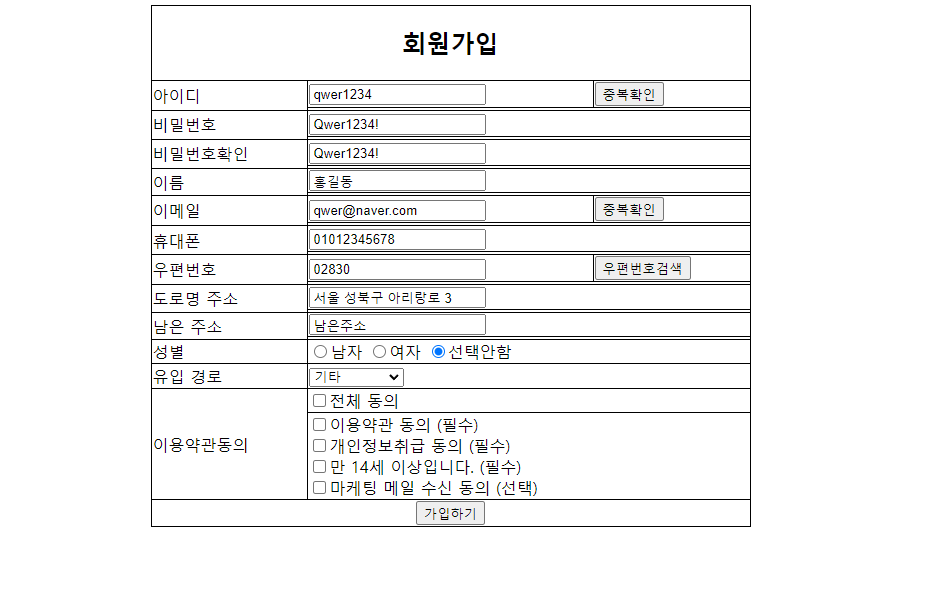 회원가입
아이디 qwer1234 중복확인
비밀번호 Qwer1234!
비밀번호확인 Qwer1234!
이름 홍길동
이메일 qwer@naver.com 중복확인
휴대폰 01012345678
우편번호 02830 우편번호검색
도로명 주소 서울 성북구 아리랑로 3
남은 주소 남은주소
성별 남자 여자 선택안함
유입 경로 기타
전체 동의
이용약관동의
이용약관 동의 (필수)
개인정보취급 동의 (필수)
만 14세 이상입니다. (필수)
마케팅 메일 수신 동의 (선택)
가입하기